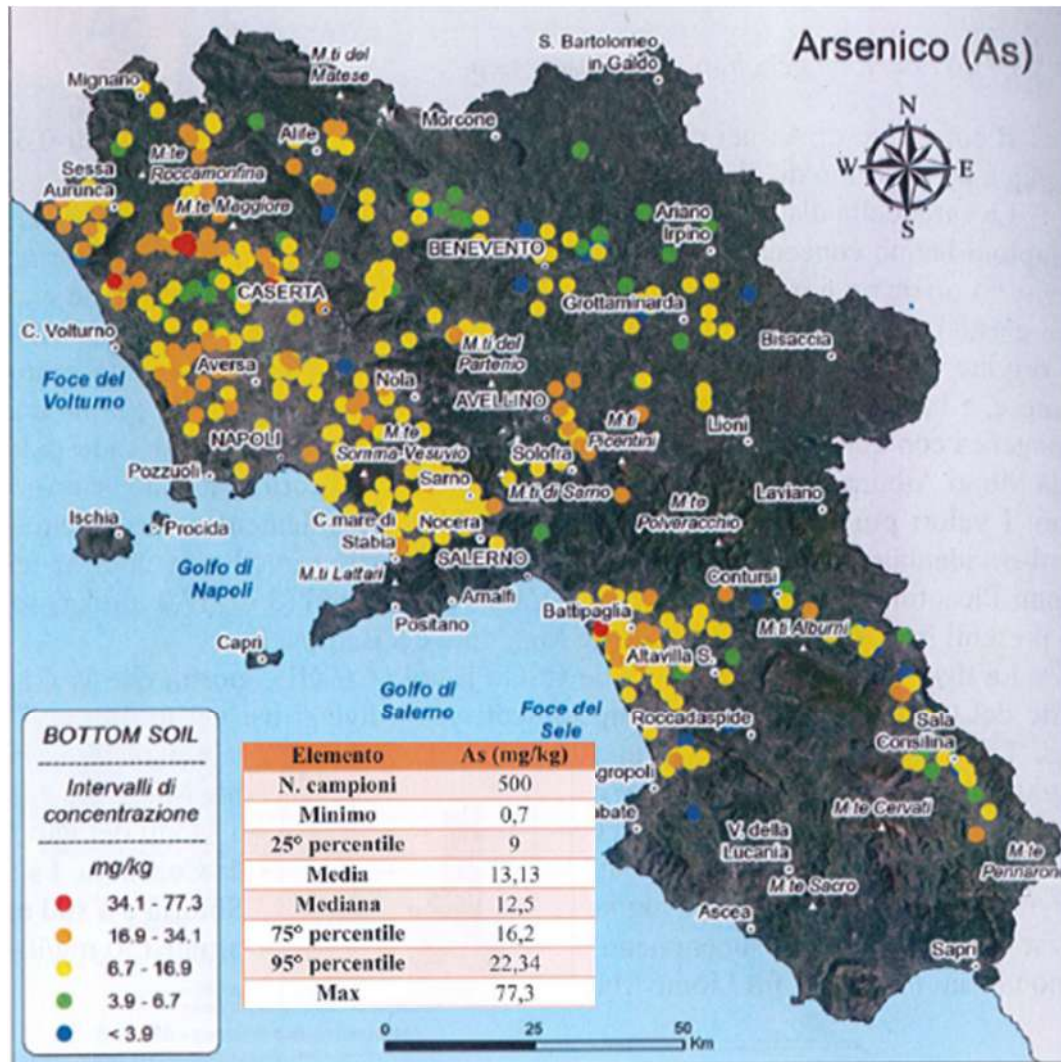 Arsenico (As)
N
W
E
S
M.ti del
Matese
S. Bartolomeo
in Galdo
Mignano
Morcone
Alife
M.te
Roccamonfina
Sessa
Aurunca
M.te Maggiore
Ariano
Irpino
BENEVENTO
CASERTA
Grottaminarda
C. Volturno
Bisaccia
M.ti del
Partenio
Aversa
Foce del
Volturno
Nola
AVELLINO
M.ti
Picentini
Lioni
NAPOLI
M.te
Somma-Vesuvio
Solofra
Pozzuoli
Sarno
M.ti di Sarno
Laviano
M.te
Polveracchio
Ischia
Procida
C.mare di
Stabia
Nocera
SALERNO
Golfo di
Napoli
M.ti Lattari
Contursi
Amalfi
Battipaglia
Positano
M.ti Alburni
Capri
Altavilla S.
Golfo di
Salerno
Foce del
Sele
Roccadaspide
Sala
Consilina
Agropoli
abate
M.te Cervati
V. della
Lucania
M.te
Pennarone
M.te Sacro
Ascea
Sapri
BOTTOM SOIL
Intervalli di
concentrazione
mg/kg
34.1 - 77.3
16.9 - 34.1
6.7 - 16.9
3.9 - 6.7
< 3.9
Elemento As (mg/kg)
N. campioni 500
Minimo 0,7
25° percentile 9
Media 13,13
Mediana 12,5
75° percentile 16,2
95° percentile 22,34
Max 77,3
0 25 50
Km